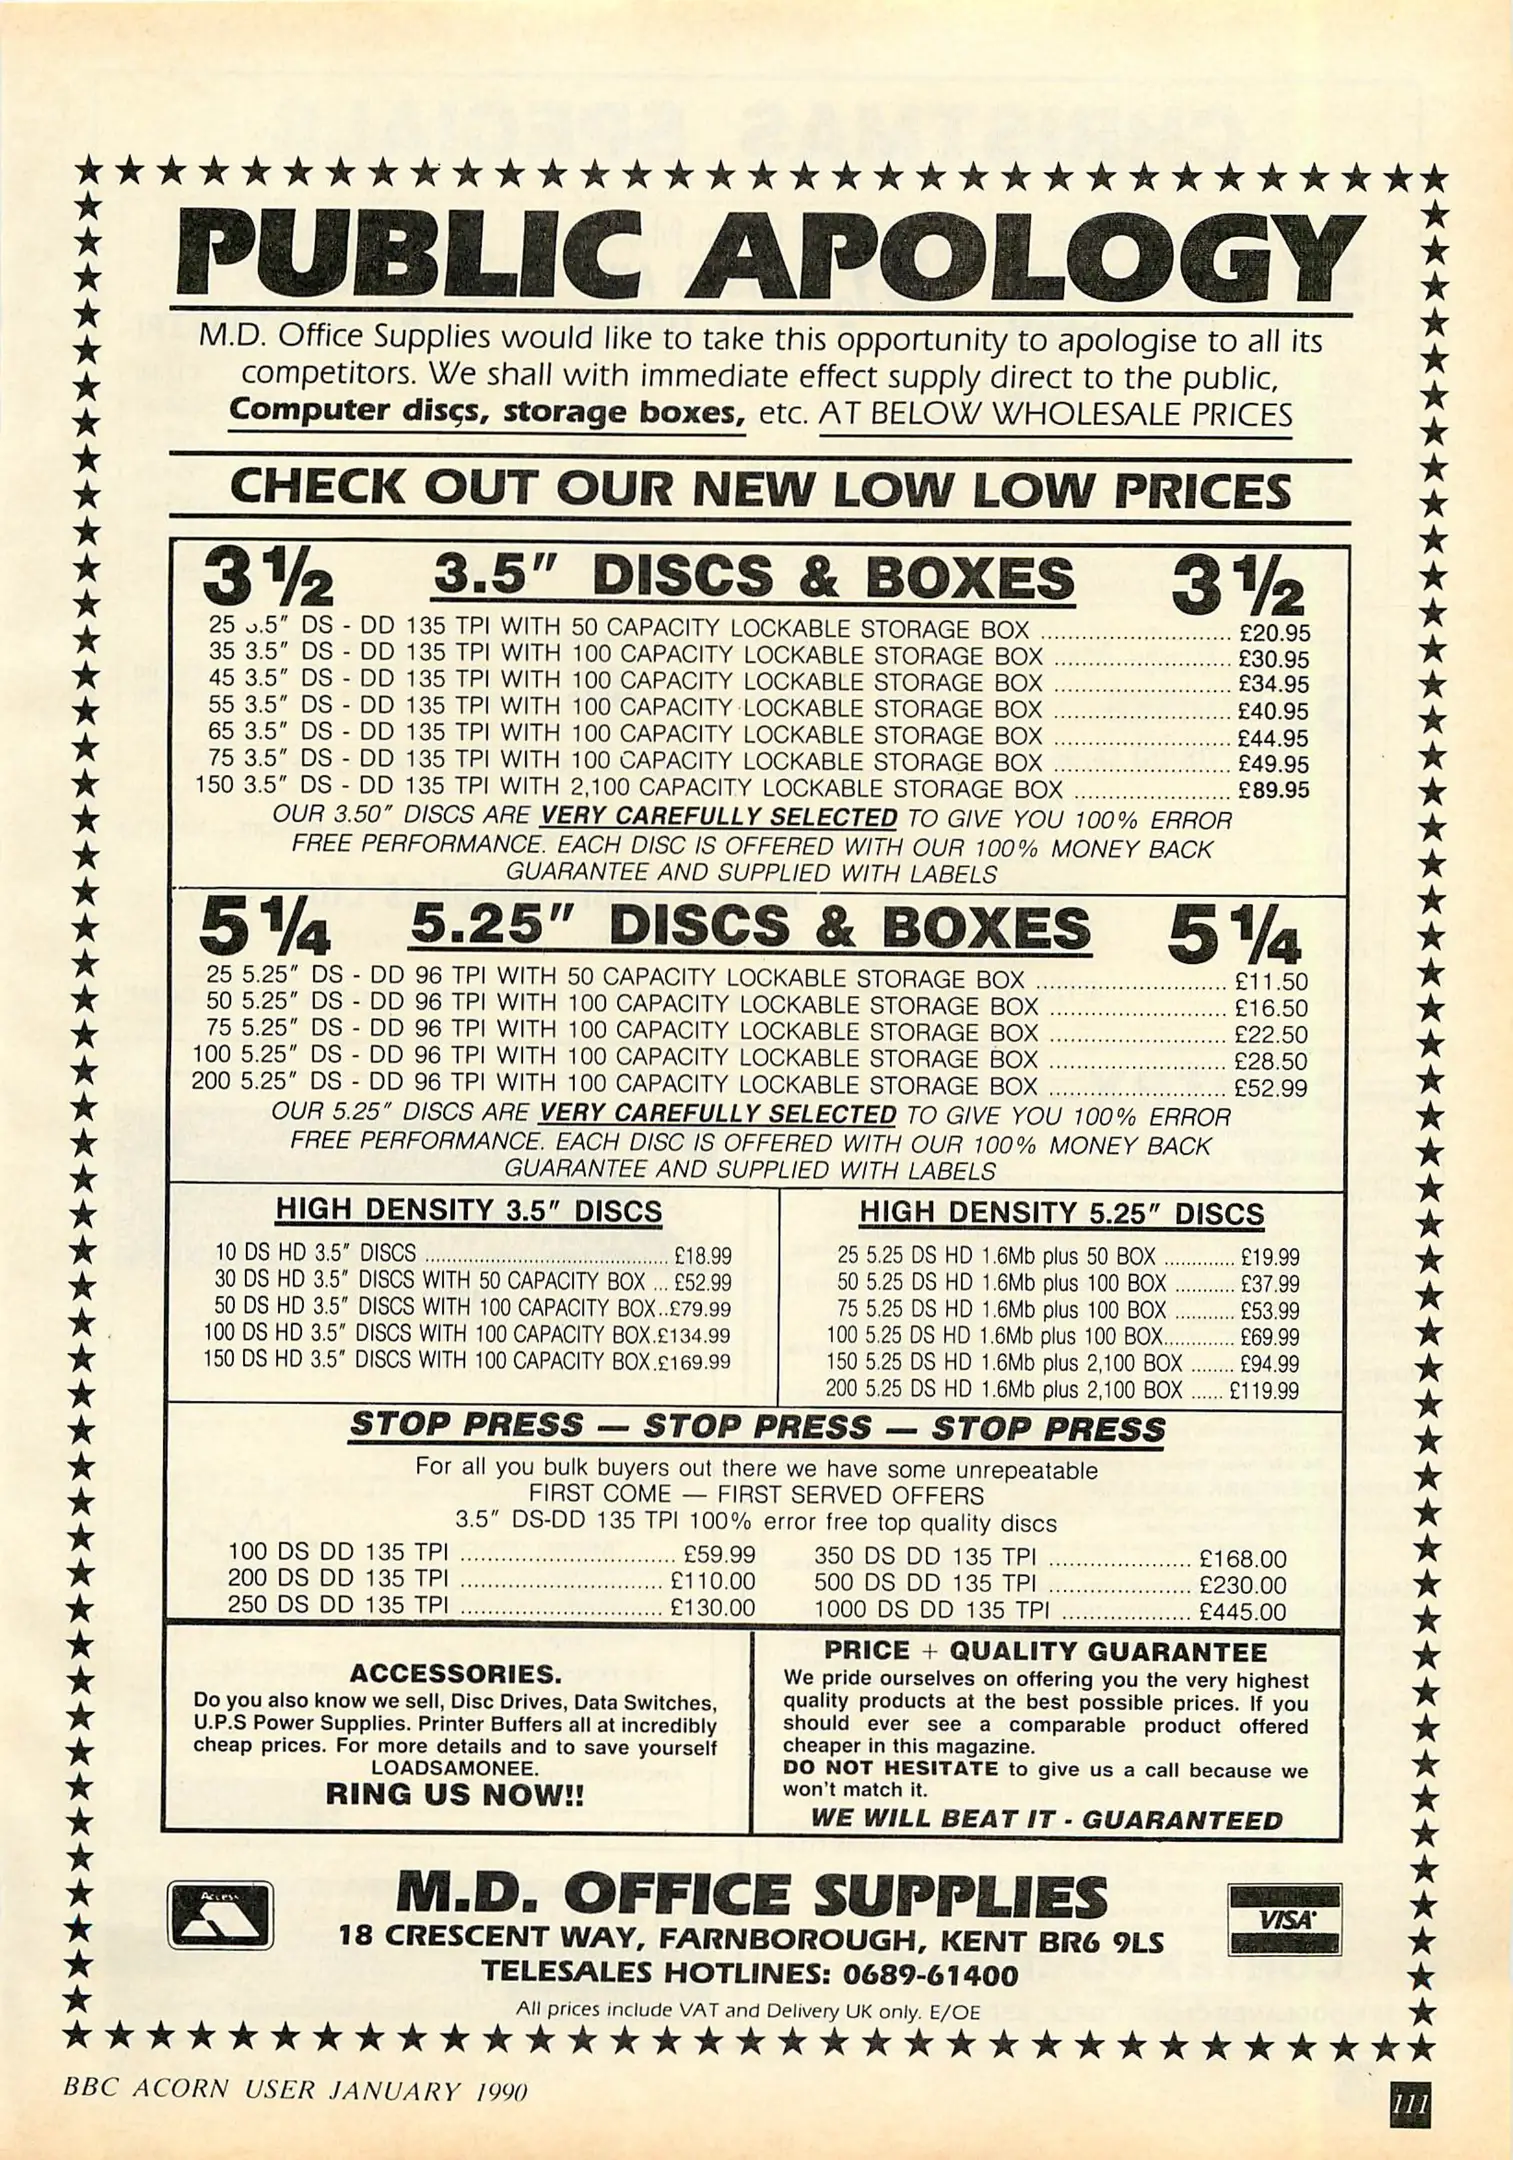 PUBLIC APOLOGY
M.D. Office Supplies would like to take this opportunity to apologise to all its
competitors. We shall with immediate effect supply direct to the public,
Computer discs, storage boxes, etc. AT BELOW WHOLESALE PRICES
CHECK OUT OUR NEW LOW LOW PRICES
3½ 3.5" DISCS & BOXES 3½
25 3.5" DS - DD 135 TPI WITH 50 CAPACITY LOCKABLE STORAGE BOX ............................ £20.95
35 3.5" DS - DD 135 TPI WITH 100 CAPACITY LOCKABLE STORAGE BOX .......................... £30.95
45 3.5" DS - DD 135 TPI WITH 100 CAPACITY LOCKABLE STORAGE BOX .......................... £34.95
55 3.5" DS - DD 135 TPI WITH 100 CAPACITY LOCKABLE STORAGE BOX .......................... £40.95
65 3.5" DS - DD 135 TPI WITH 100 CAPACITY LOCKABLE STORAGE BOX .......................... £44.95
75 3.5" DS - DD 135 TPI WITH 100 CAPACITY LOCKABLE STORAGE BOX .......................... £49.95
150 3.5" DS - DD 135 TPI WITH 2,100 CAPACITY LOCKABLE STORAGE BOX ....................... £89.95
OUR 3.50" DISCS ARE VERY CAREFULLY SELECTED TO GIVE YOU 100% ERROR
FREE PERFORMANCE. EACH DISC IS OFFERED WITH OUR 100% MONEY BACK
GUARANTEE AND SUPPLIED WITH LABELS
5¼ 5.25" DISCS & BOXES 5¼
25 5.25" DS - DD 96 TPI WITH 50 CAPACITY LOCKABLE STORAGE BOX ............................ £11.50
50 5.25" DS - DD 96 TPI WITH 100 CAPACITY LOCKABLE STORAGE BOX .......................... £16.50
75 5.25" DS - DD 96 TPI WITH 100 CAPACITY LOCKABLE STORAGE BOX .......................... £22.50
100 5.25" DS - DD 96 TPI WITH 100 CAPACITY LOCKABLE STORAGE BOX .......................... £28.50
200 5.25" DS - DD 96 TPI WITH 100 CAPACITY LOCKABLE STORAGE BOX .......................... £52.99
OUR 5.25" DISCS ARE VERY CAREFULLY SELECTED TO GIVE YOU 100% ERROR
FREE PERFORMANCE. EACH DISC IS OFFERED WITH OUR 100% MONEY BACK
GUARANTEE AND SUPPLIED WITH LABELS
HIGH DENSITY 3.5" DISCS
10 DS HD 3.5" DISCS ............................................ £18.99
30 DS HD 3.5" DISCS WITH 50 CAPACITY BOX ... £52.99
50 DS HD 3.5" DISCS WITH 100 CAPACITY BOX..£79.99
100 DS HD 3.5" DISCS WITH 100 CAPACITY BOX.£134.99
150 DS HD 3.5" DISCS WITH 100 CAPACITY BOX.£169.99
HIGH DENSITY 5.25" DISCS
25 5.25 DS HD 1.6Mb plus 50 BOX ............. £19.99
50 5.25 DS HD 1.6Mb plus 100 BOX ........... £37.99
75 5.25 DS HD 1.6Mb plus 100 BOX ........... £53.99
100 5.25 DS HD 1.6Mb plus 100 BOX............. £69.99
150 5.25 DS HD 1.6Mb plus 2,100 BOX ........ £94.99
200 5.25 DS HD 1.6Mb plus 2,100 BOX ...... £119.99
STOP PRESS — STOP PRESS — STOP PRESS
For all you bulk buyers out there we have some unrepeatable
FIRST COME — FIRST SERVED OFFERS
3.5" DS-DD 135 TPI 100% error free top quality discs
100 DS DD 135 TPI ................................ £59.99
200 DS DD 135 TPI .............................. £110.00
250 DS DD 135 TPI .............................. £130.00
350 DS DD 135 TPI ..................... £168.00
500 DS DD 135 TPI ..................... £230.00
1000 DS DD 135 TPI ................... £445.00
ACCESSORIES.
Do you also know we sell, Disc Drives, Data Switches,
U.P.S Power Supplies. Printer Buffers all at incredibly
cheap prices. For more details and to save yourself
LOADSAMONEE.
RING US NOW!!
PRICE + QUALITY GUARANTEE
We pride ourselves on offering you the very highest
quality products at the best possible prices. If you
should ever see a comparable product offered
cheaper in this magazine.
DO NOT HESITATE to give us a call because we
won't match it.
WE WILL BEAT IT - GUARANTEED
Access
M.D. OFFICE SUPPLIES
18 CRESCENT WAY, FARNBOROUGH, KENT BR6 9LS
TELESALES HOTLINES: 0689-61400
VISA
All prices include VAT and Delivery UK only. E/OE
BBC ACORN USER JANUARY 1990
111